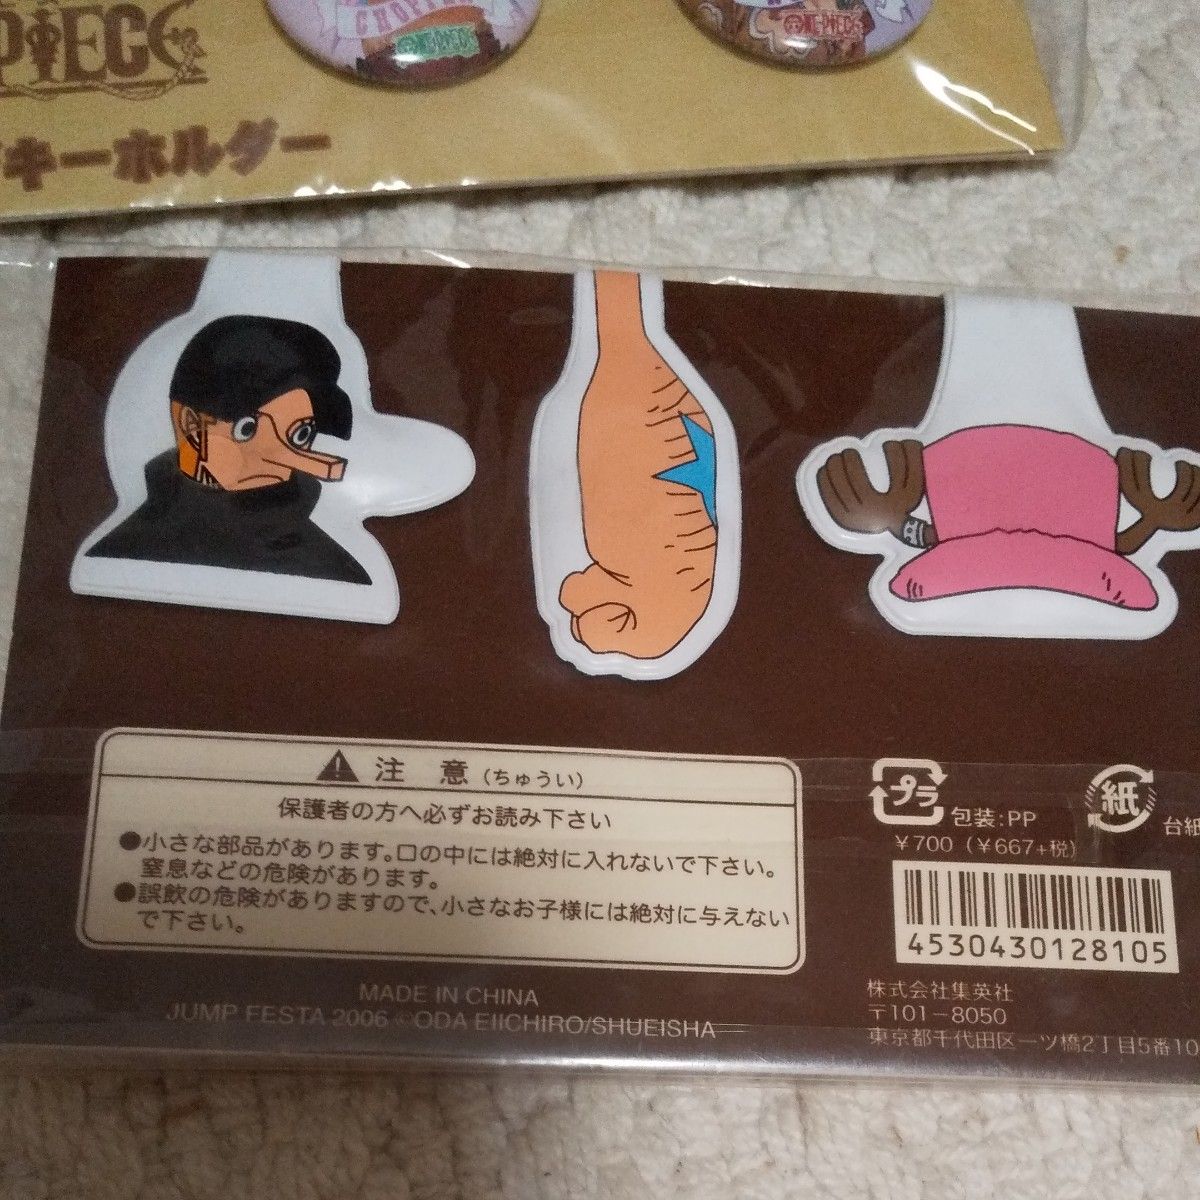 PIECE
キーホルダー
ONE PIECE
注 意 (ちゅうい)
保護者の方へ必ずお読み下さい
●小さな部品があります。口の中には絶対に入れないで下さい。
窒息などの危険があります。
●誤飲の危険がありますので、小さなお子様には絶対に与えない
で下さい。
MADE IN CHINA
JUMP FESTA 2006 ©ODA EIICHIRO/SHUEISHA
プラ
包装:PP
紙
台紙
¥700 (¥667+税)
4530430128105
株式会社集英社
〒101-8050
東京都千代田区一ツ橋2丁目5番10